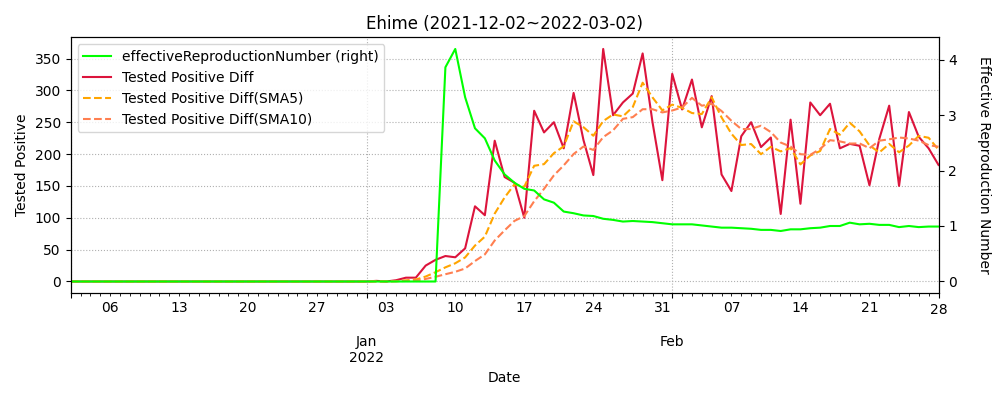 Ehime (2021-12-02~2022-03-02)
effectiveReproductionNumber (right)
Tested Positive Diff
Tested Positive Diff(SMA5)
Tested Positive Diff(SMA10)
Tested Positive
350
300
250
200
150
100
50
0
Effective Reproduction Number
4
3
2
1
0
06 13 20 27 03 10 17 24 31 07 14 21 28
Jan Feb
2022
Date